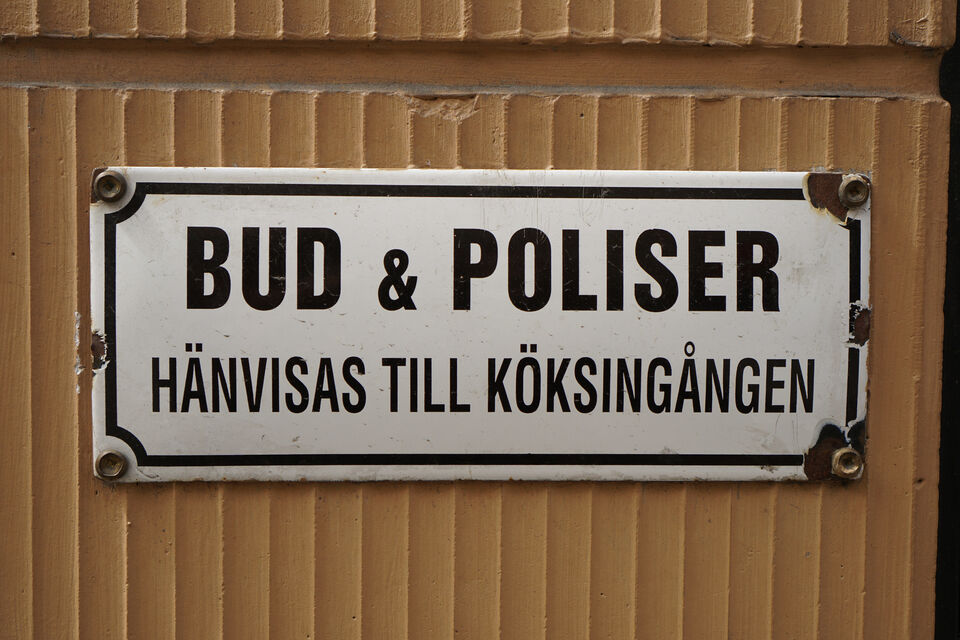 BUD & POLISER
HÄNVISAS TILL KÖKSINGÅNGEN